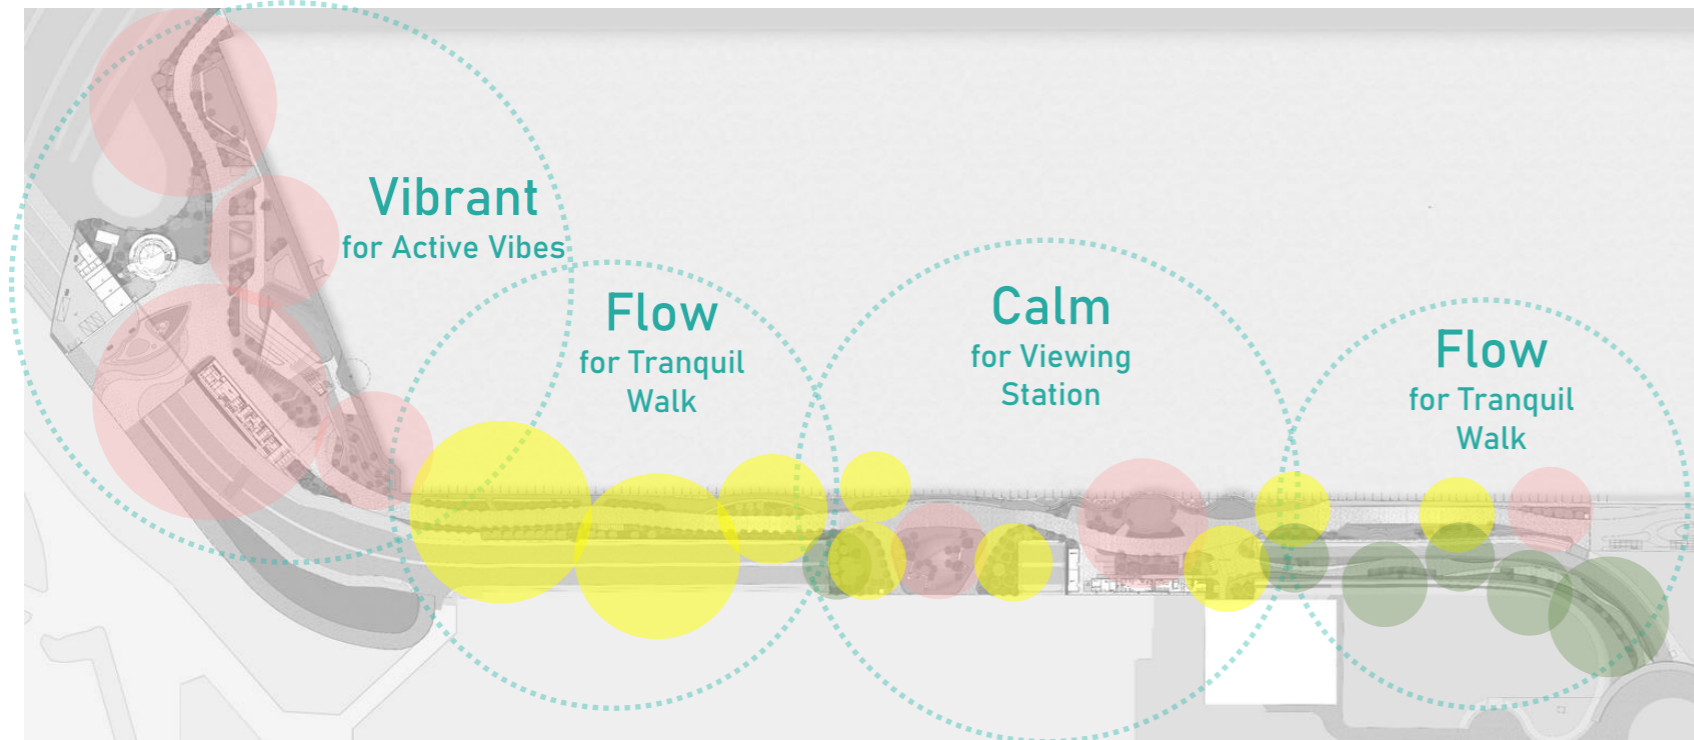 Vibrant
for Active Vibes
Flow
for Tranquil
Walk
Calm
for Viewing
Station
Flow
for Tranquil
Walk